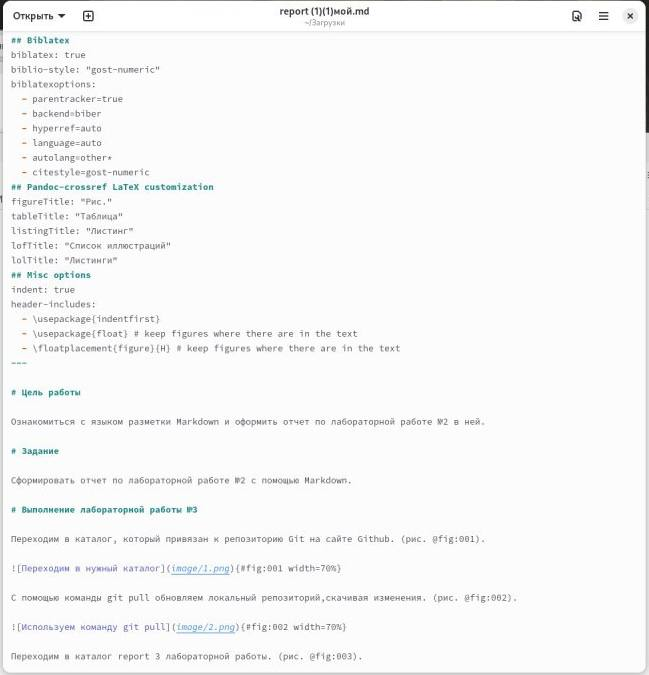 Открыть
report (1)(1)мой.md
~/Загрузки
## Biblatex
biblatex: true
biblio-style: "gost-numeric"
biblatexoptions:
  - parentracker=true
  - backend=biber
  - hyperref=auto
  - language=auto
  - autolang=other*
  - citestyle=gost-numeric
## Pandoc-crossref LaTeX customization
figureTitle: "Рис."
tableTitle: "Таблица"
listingTitle: "Листинг"
lofTitle: "Список иллюстраций"
lolTitle: "Листинги"
## Misc options
indent: true
header-includes:
  - \usepackage{indentfirst}
  - \usepackage{float} # keep figures where there are in the text
  - \floatplacement{figure}{H} # keep figures where there are in the text
---
# Цель работы
Ознакомиться с языком разметки Markdown и оформить отчет по лабораторной работе №2 в ней.
# Задание
Сформировать отчет по лабораторной работе №2 с помощью Markdown.
# Выполнение лабораторной работы №3
Переходим в каталог, который привязан к репозиторию Git на сайте Github. (рис. @fig:001).
![Переходим в нужный каталог](image/1.png){#fig:001 width=70%}
С помощью команды git pull обновляем локальный репозиторий,скачивая изменения. (рис. @fig:002).
![Используем команду git pull](image/2.png){#fig:002 width=70%}
Переходим в каталог report 3 лабораторной работы. (рис. @fig:003).